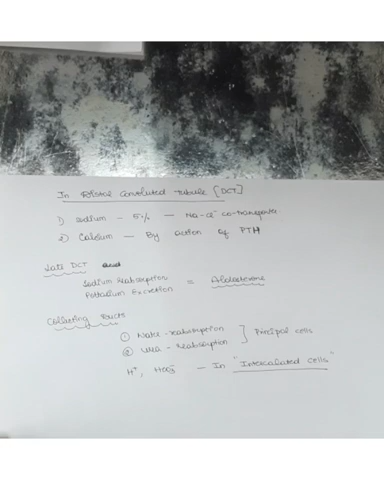 In Distal Convoluted tubule [DCT]
1) sodium - 5% - Na-Cl⁻ co-transporter
2) Calcium - By action of PTH
Late DCT
Sodium Reabsorption
Pottasium Excretion = Aldosterone
Collecting Ducts
① Water - reabsorption
② Urea - Reabsorption ] Principal cells
H⁺, HCO₃⁻ - In "Intercalated cells"